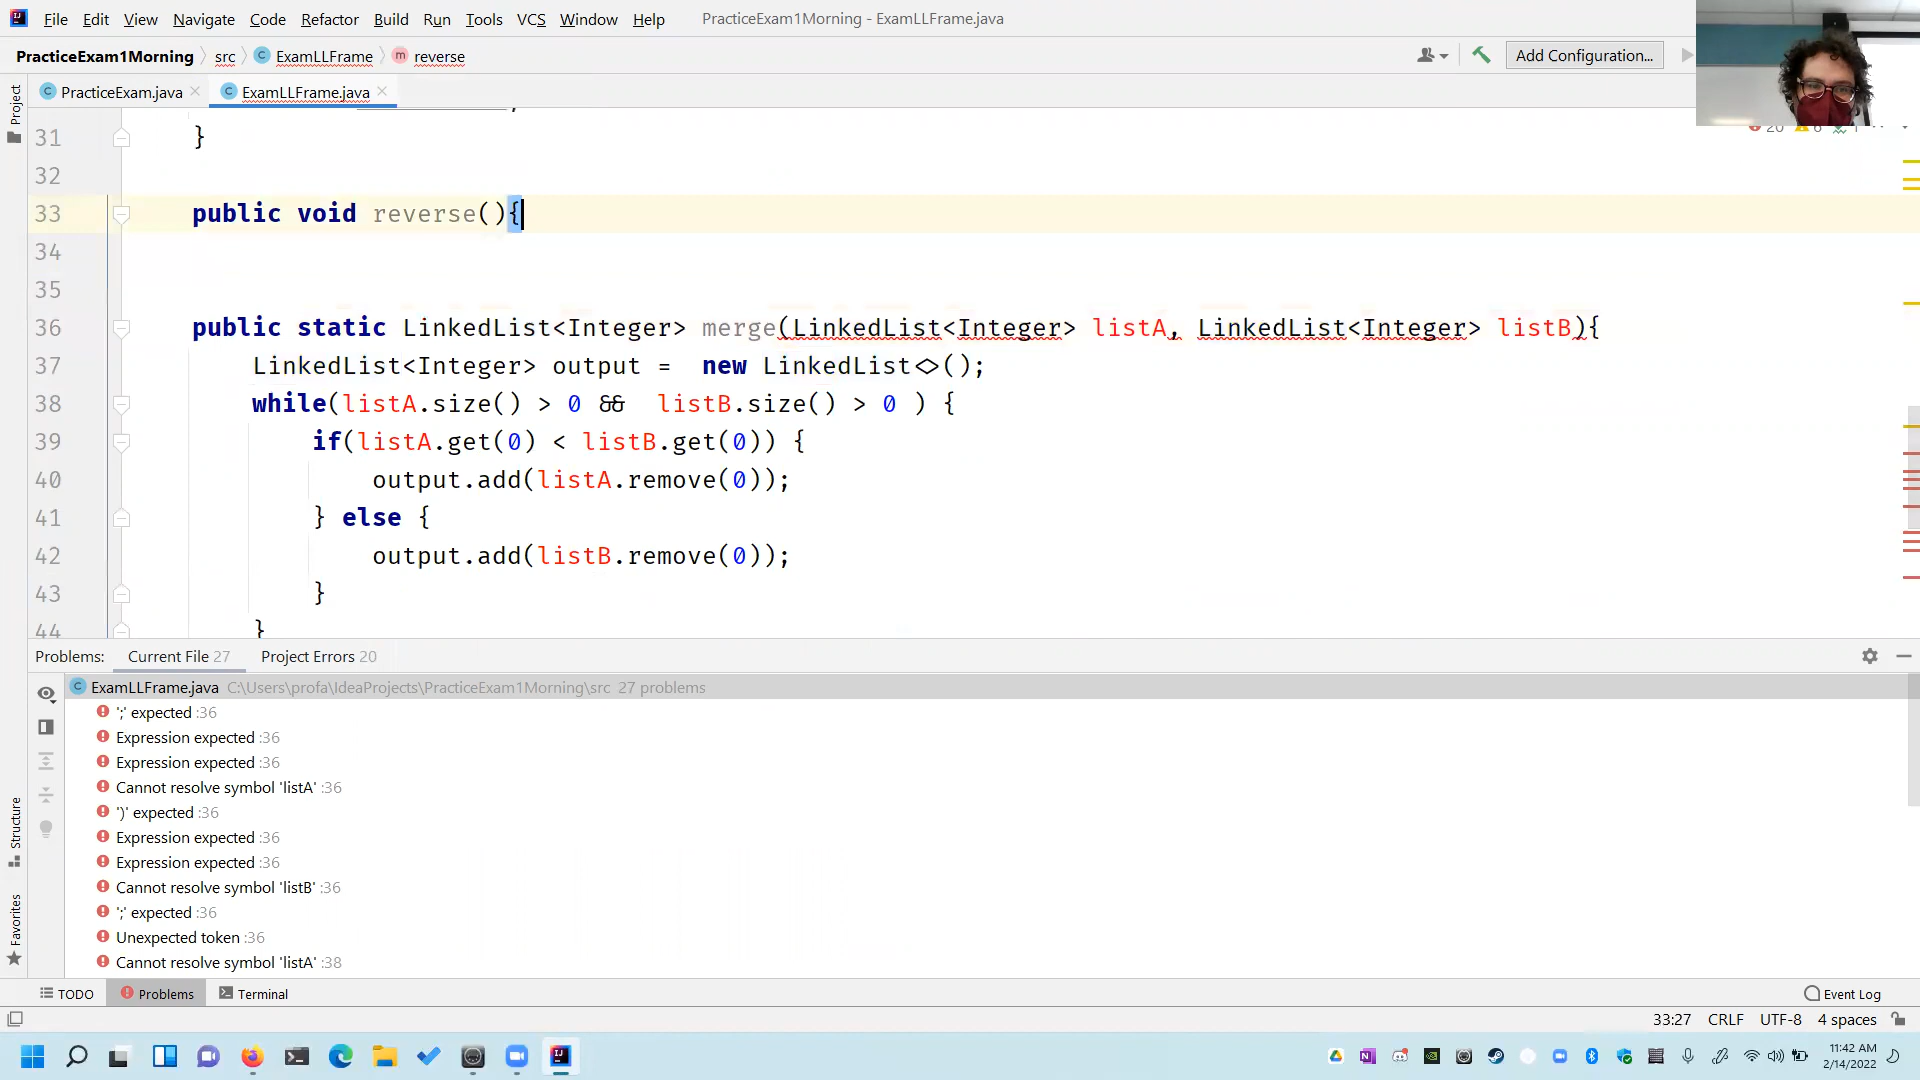 File Edit View Navigate Code Refactor Build Run Tools VCS Window Help PracticeExam1Morning - ExamLLFrame.java
PracticeExam1Morning src ExamLLFrame reverse Add Configuration...
PracticeExam.java ExamLLFrame.java
Project
31 }
32
33 public void reverse(){
34
35
36 public static LinkedList<Integer> merge(LinkedList<Integer> listA, LinkedList<Integer> listB){
37 LinkedList<Integer> output =  new LinkedList<>();
38 while(listA.size() > 0 &&  listB.size() > 0 ) {
39 if(listA.get(0) < listB.get(0)) {
40 output.add(listA.remove(0));
41 } else {
42 output.add(listB.remove(0));
43 }
44 }
Problems: Current File 27 Project Errors 20
ExamLLFrame.java C:\Users\profa\IdeaProjects\PracticeExam1Morning\src 27 problems
';' expected :36
Expression expected :36
Expression expected :36
Cannot resolve symbol 'listA' :36
')' expected :36
Expression expected :36
Expression expected :36
Cannot resolve symbol 'listB' :36
';' expected :36
Unexpected token :36
Cannot resolve symbol 'listA' :38
Structure
Favorites
TODO Problems Terminal Event Log
33:27 CRLF UTF-8 4 spaces
11:42 AM
2/14/2022